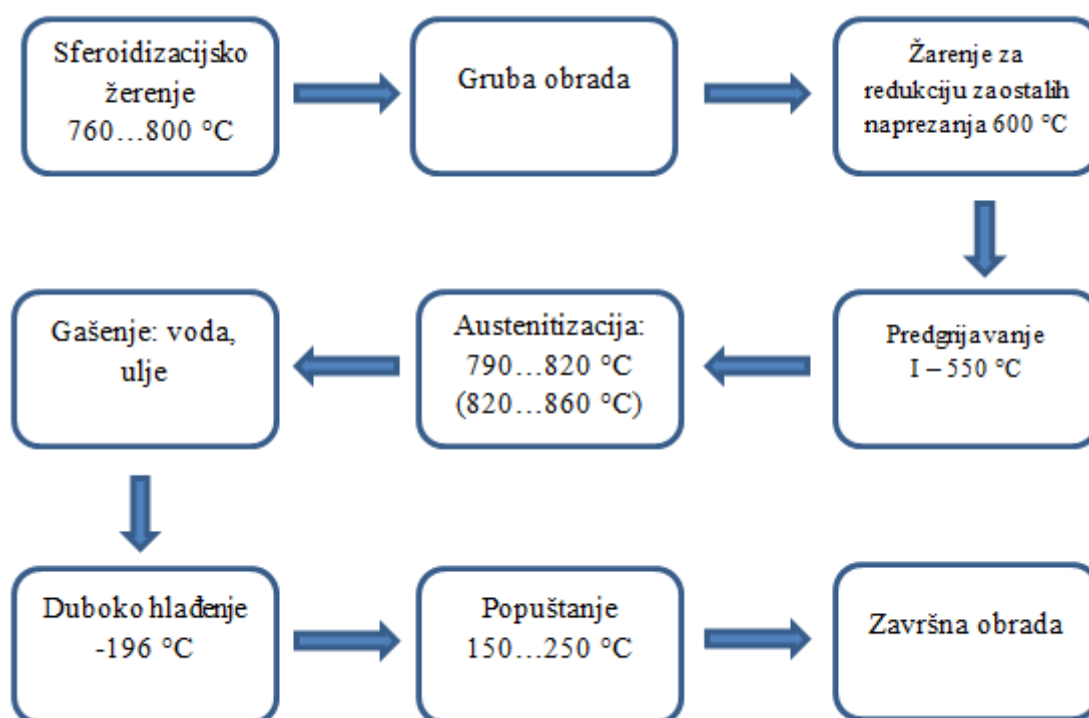 Sferoidizacijsko
žerenje
760…800 °C
Gruba obrada
Žarenje za
redukciju zaostalih
naprezanja 600 °C
Predgrijavanje
I – 550 °C
Austenitizacija:
790…820 °C
(820…860 °C)
Gašenje: voda,
ulje
Duboko hlađenje
-196 °C
Popuštanje
150…250 °C
Završna obrada